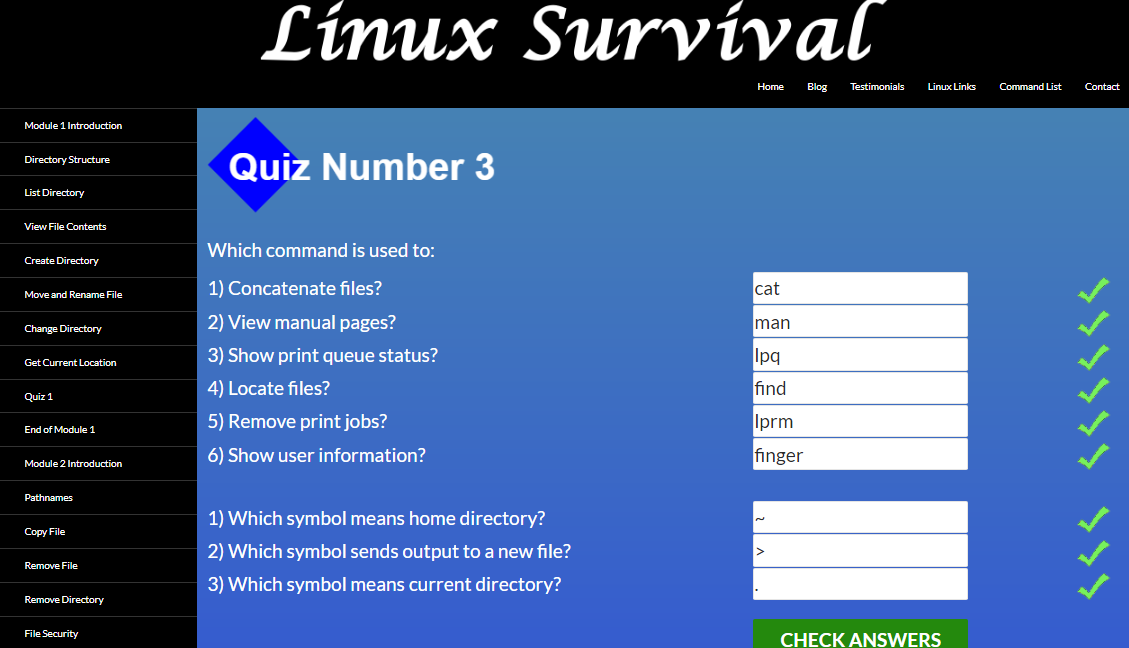 Linux Survival
Home Blog Testimonials Linux Links Command List Contact
Module 1 Introduction
Directory Structure
List Directory
View File Contents
Create Directory
Move and Rename File
Change Directory
Get Current Location
Quiz 1
End of Module 1
Module 2 Introduction
Pathnames
Copy File
Remove File
Remove Directory
File Security
Quiz Number 3
Which command is used to:
1) Concatenate files? cat
2) View manual pages? man
3) Show print queue status? lpq
4) Locate files? find
5) Remove print jobs? lprm
6) Show user information? finger
1) Which symbol means home directory? ~
2) Which symbol sends output to a new file? >
3) Which symbol means current directory? .
CHECK ANSWERS